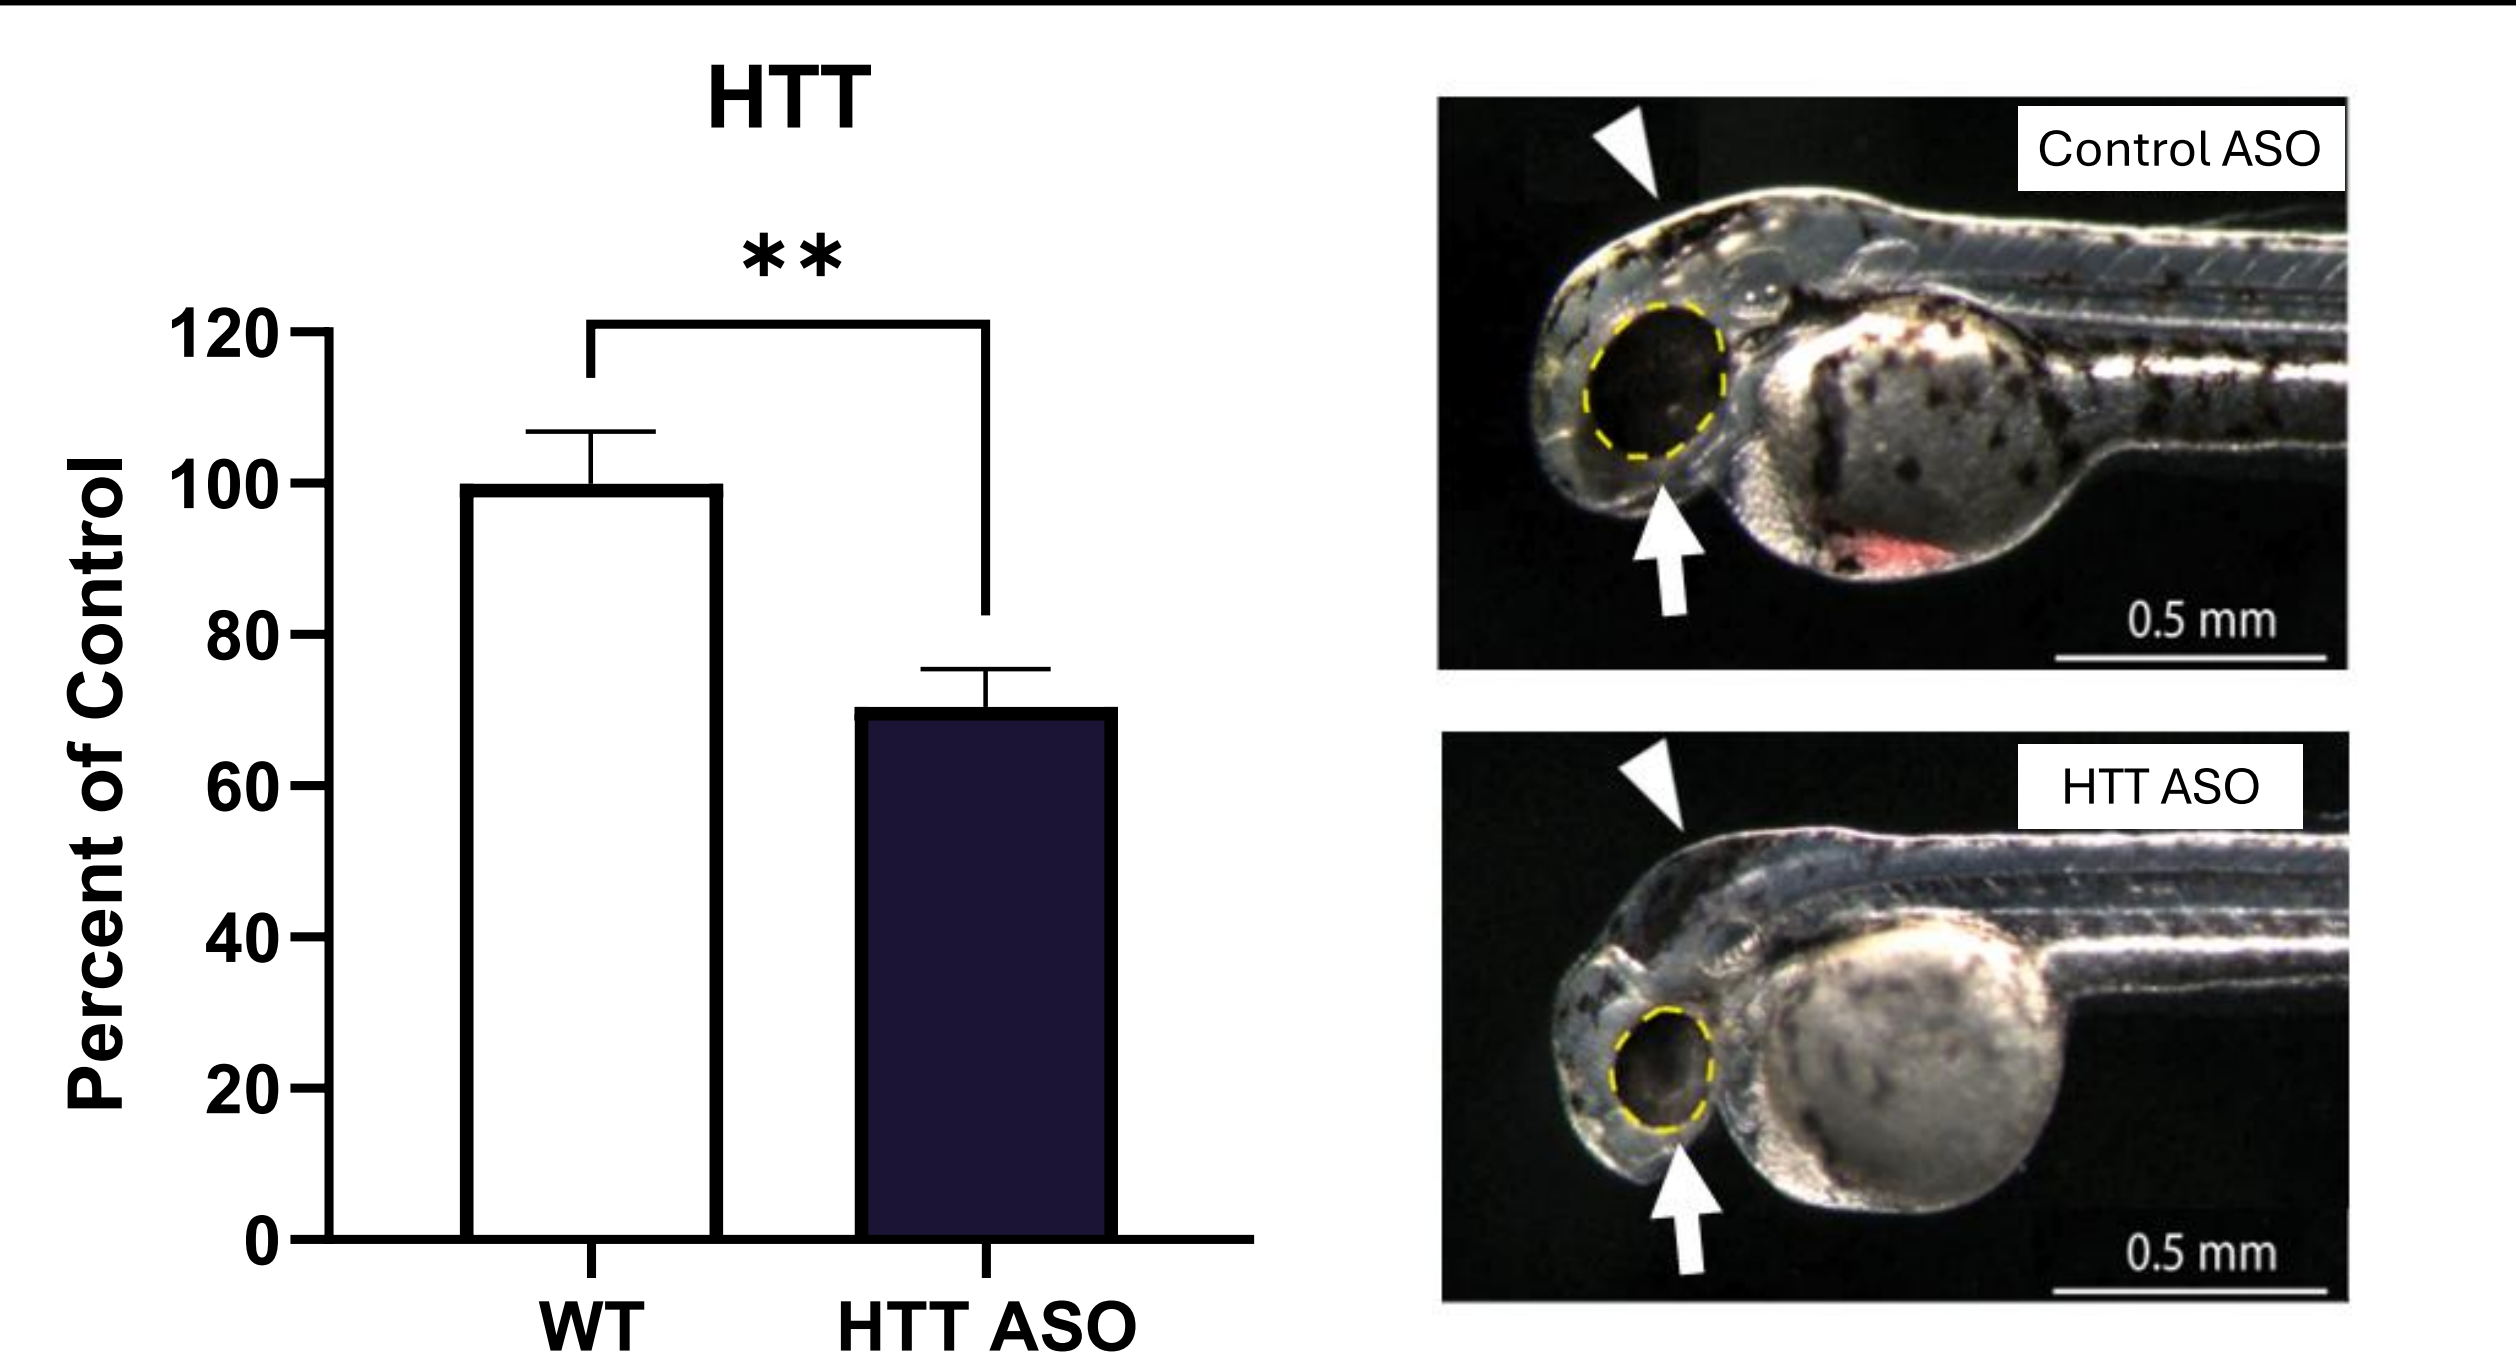 HTT
**
120
100
80
60
40
20
0
Percent of Control
WT
HTT ASO
Control ASO
0.5 mm
HTT ASO
0.5 mm